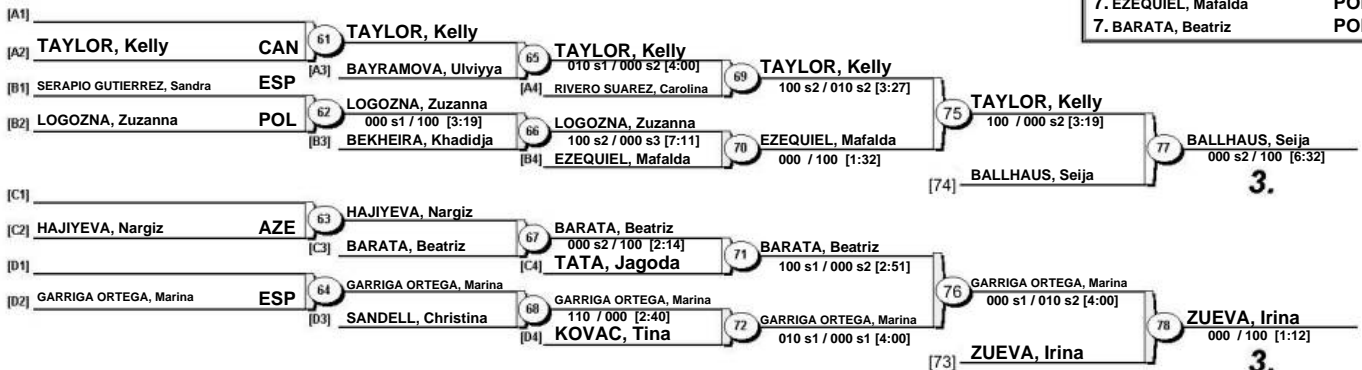 7. EZEQUIEL, Mafalda
7. BARATA, Beatriz
[A1]
[A2] TAYLOR, Kelly CAN
61
TAYLOR, Kelly
[A3] BAYRAMOVA, Ulviyya
65
TAYLOR, Kelly
010 s1 / 000 s2 [4:00]
[A4] RIVERO SUAREZ, Carolina
69
TAYLOR, Kelly
100 s2 / 010 s2 [3:27]
[B1] SERAPIO GUTIERREZ, Sandra ESP
[B2] LOGOZNA, Zuzanna POL
62
LOGOZNA, Zuzanna
000 s1 / 100 [3:19]
[B3] BEKHEIRA, Khadidja
66
LOGOZNA, Zuzanna
100 s2 / 000 s3 [7:11]
[B4] EZEQUIEL, Mafalda
70
EZEQUIEL, Mafalda
000 / 100 [1:32]
75
TAYLOR, Kelly
100 / 000 s2 [3:19]
[74] BALLHAUS, Seija
77
BALLHAUS, Seija
000 s2 / 100 [6:32]
3.
[C1]
[C2] HAJIYEVA, Nargiz AZE
63
HAJIYEVA, Nargiz
[C3] BARATA, Beatriz
67
BARATA, Beatriz
000 s2 / 100 [2:14]
[C4] TATA, Jagoda
71
BARATA, Beatriz
100 s1 / 000 s2 [2:51]
[D1]
[D2] GARRIGA ORTEGA, Marina ESP
64
GARRIGA ORTEGA, Marina
[D3] SANDELL, Christina
68
GARRIGA ORTEGA, Marina
110 / 000 [2:40]
[D4] KOVAC, Tina
72
GARRIGA ORTEGA, Marina
010 s1 / 000 s1 [4:00]
76
GARRIGA ORTEGA, Marina
000 s1 / 010 s2 [4:00]
[73] ZUEVA, Irina
78
ZUEVA, Irina
000 / 100 [1:12]
3.